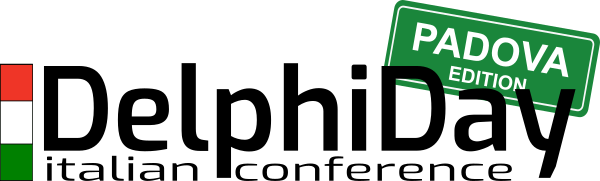 PADOVA
EDITION
DelphiDay
italian conference